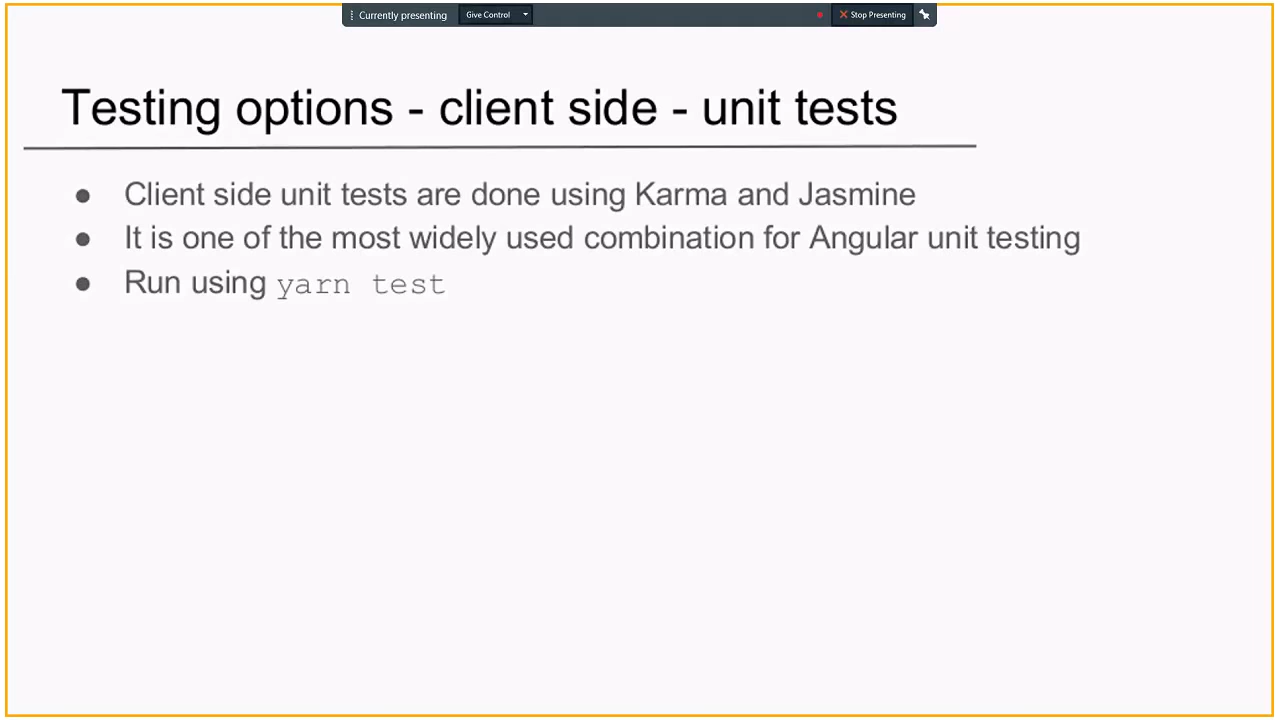 Currently presenting Give Control Stop Presenting
Testing options - client side - unit tests
● Client side unit tests are done using Karma and Jasmine
● It is one of the most widely used combination for Angular unit testing
● Run using yarn test